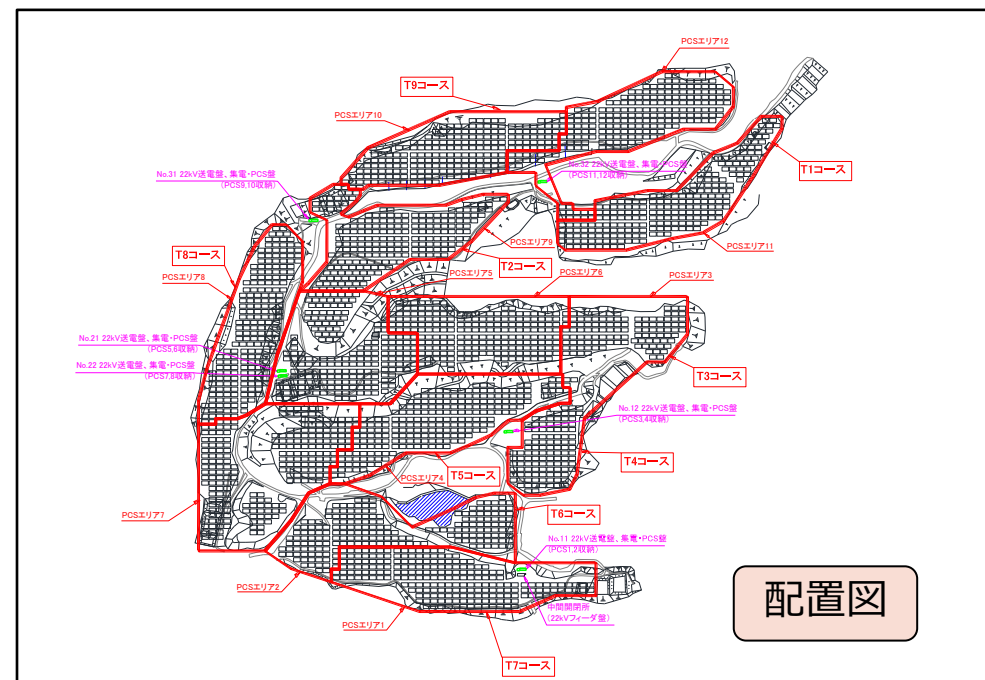 PCSエリア12
T9コース
PCSエリア10
No.32 22kV送電盤、集電・PCS盤
(PCS11,12収納)
T1コース
No.31 22kV送電盤、集電・PCS盤
(PCS9,10収納)
PCSエリア9
PCSエリア11
T8コース
T2コース
PCSエリア8
PCSエリア5
PCSエリア6
PCSエリア3
No.21 22kV送電盤、集電・PCS盤
(PCS5,6収納)
No.22 22kV送電盤、集電・PCS盤
(PCS7,8収納)
T3コース
No.12 22kV送電盤、集電・PCS盤
(PCS3,4収納)
T4コース
T5コース
PCSエリア4
PCSエリア7
T6コース
No.11 22kV送電盤、集電・PCS盤
(PCS1,2収納)
PCSエリア2
中間開閉所
(22kVフィーダ盤)
PCSエリア1
T7コース
配置図